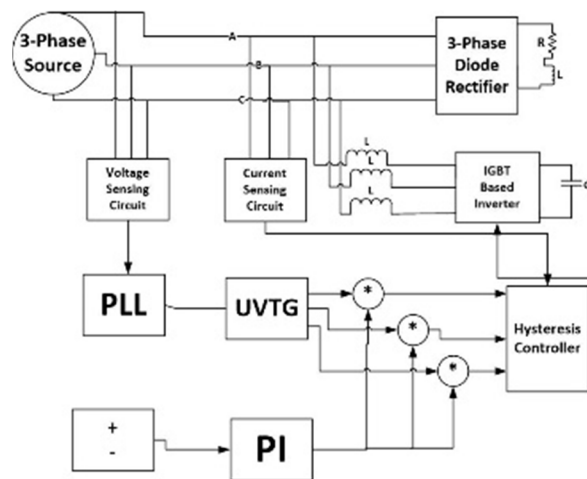 3-Phase
Source
A
B
C
3-Phase
Diode
Rectifier
R
L
Voltage
Sensing
Circuit
Current
Sensing
Circuit
L
L
L
IGBT
Based
Inverter
C
PLL
UVTG
*
*
*
Hysteresis
Controller
+
-
PI